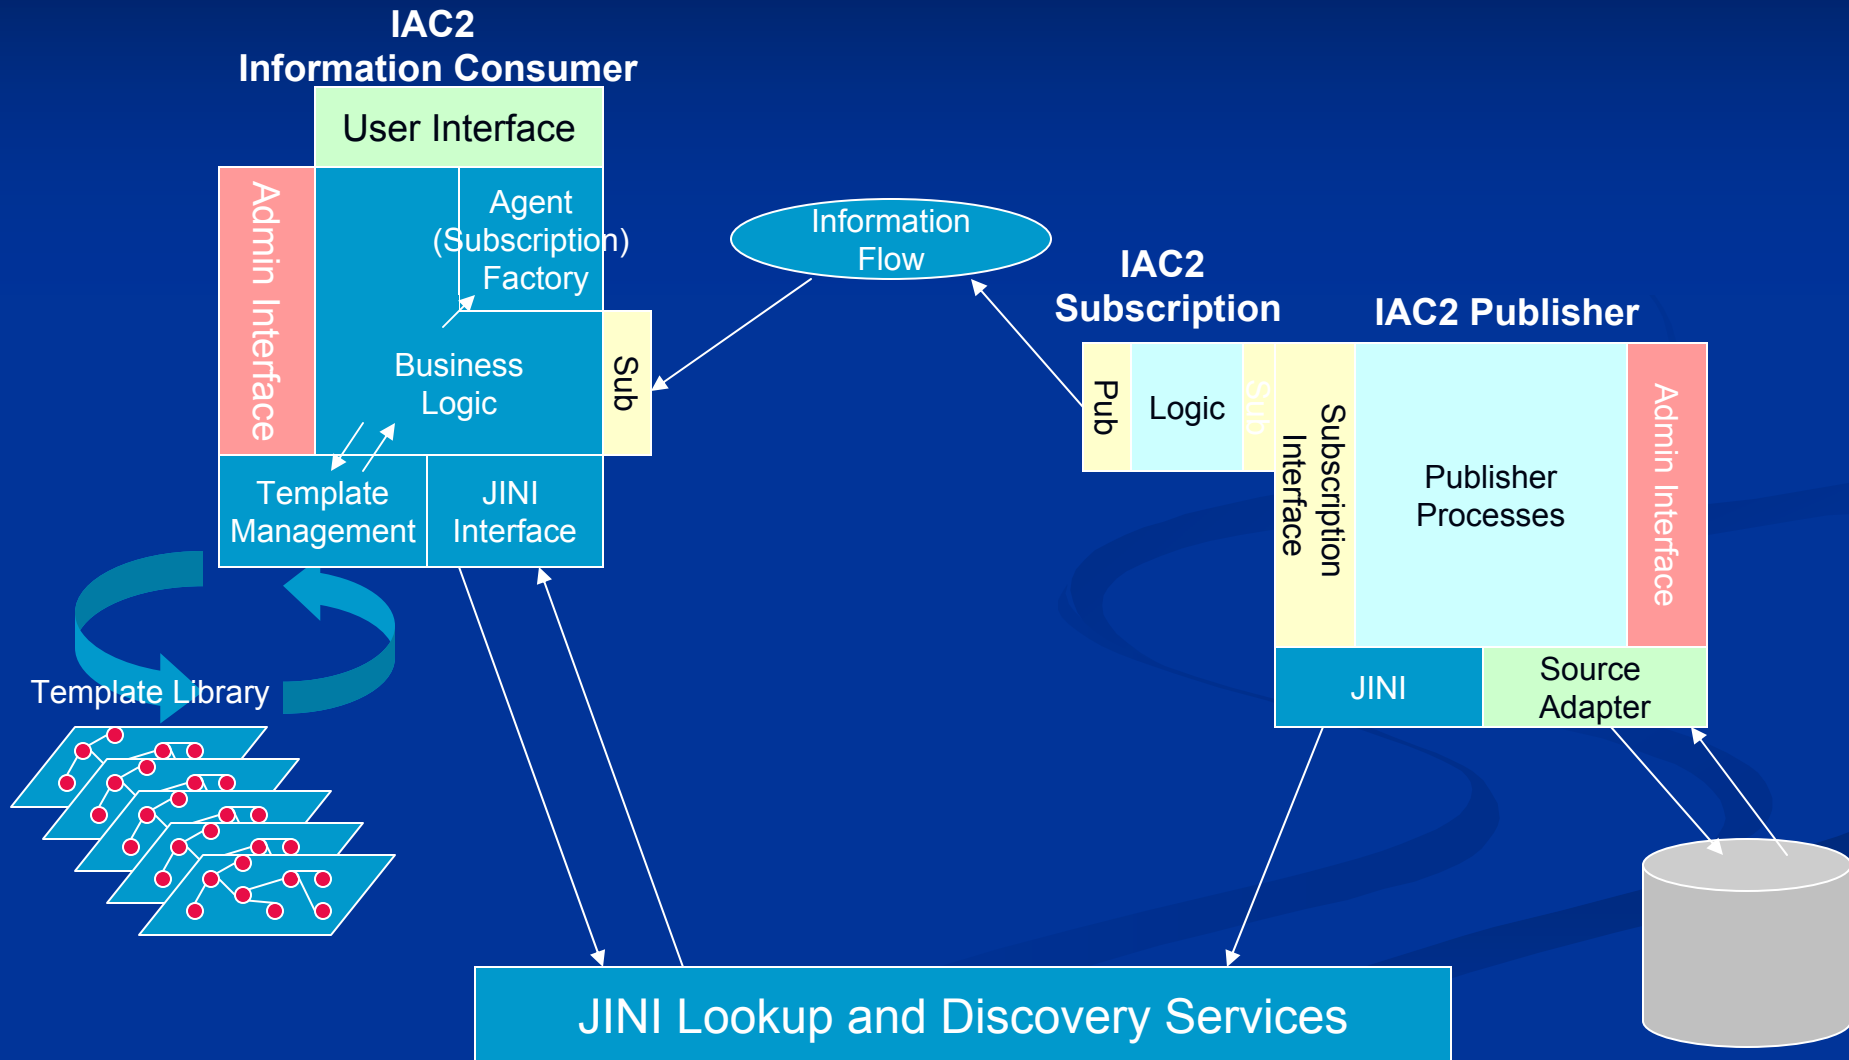 IAC2
Information Consumer
User Interface
Admin Interface
Agent
(Subscription)
Factory
Business
Logic
Sub
Template
Management
JINI
Interface
Template Library
Information
Flow
IAC2
Subscription
Pub
Logic
Sub
IAC2 Publisher
Subscription
Interface
Publisher
Processes
Admin Interface
JINI
Source
Adapter
JINI Lookup and Discovery Services